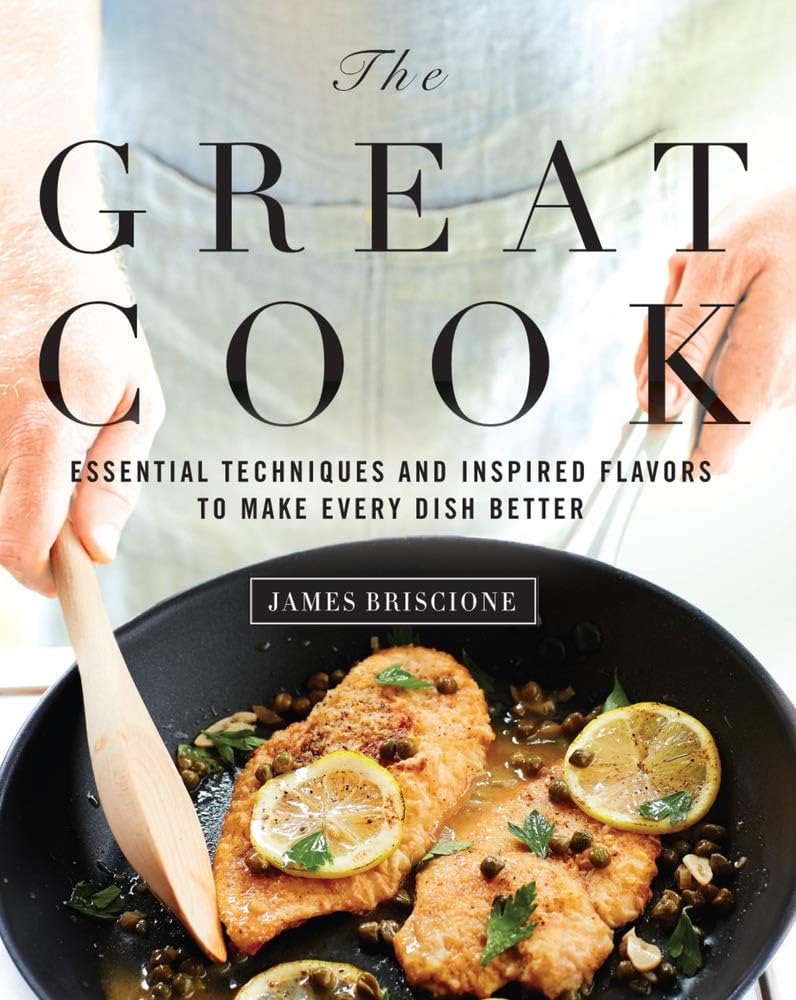 The
GREAT
COOK
ESSENTIAL TECHNIQUES AND INSPIRED FLAVORS
TO MAKE EVERY DISH BETTER
JAMES BRISCIONE